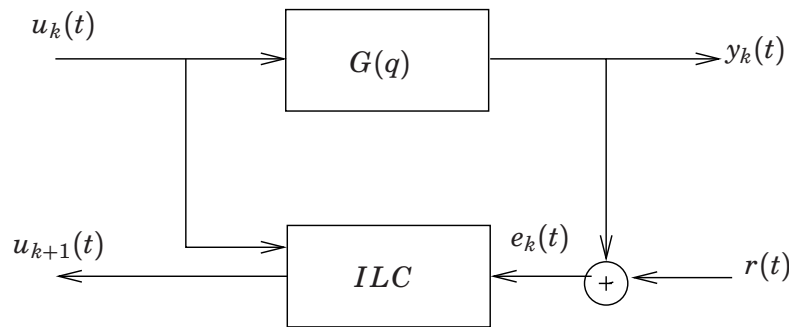 u_k(t)
G(q)
y_k(t)
u_{k+1}(t)
ILC
e_k(t)
+
r(t)